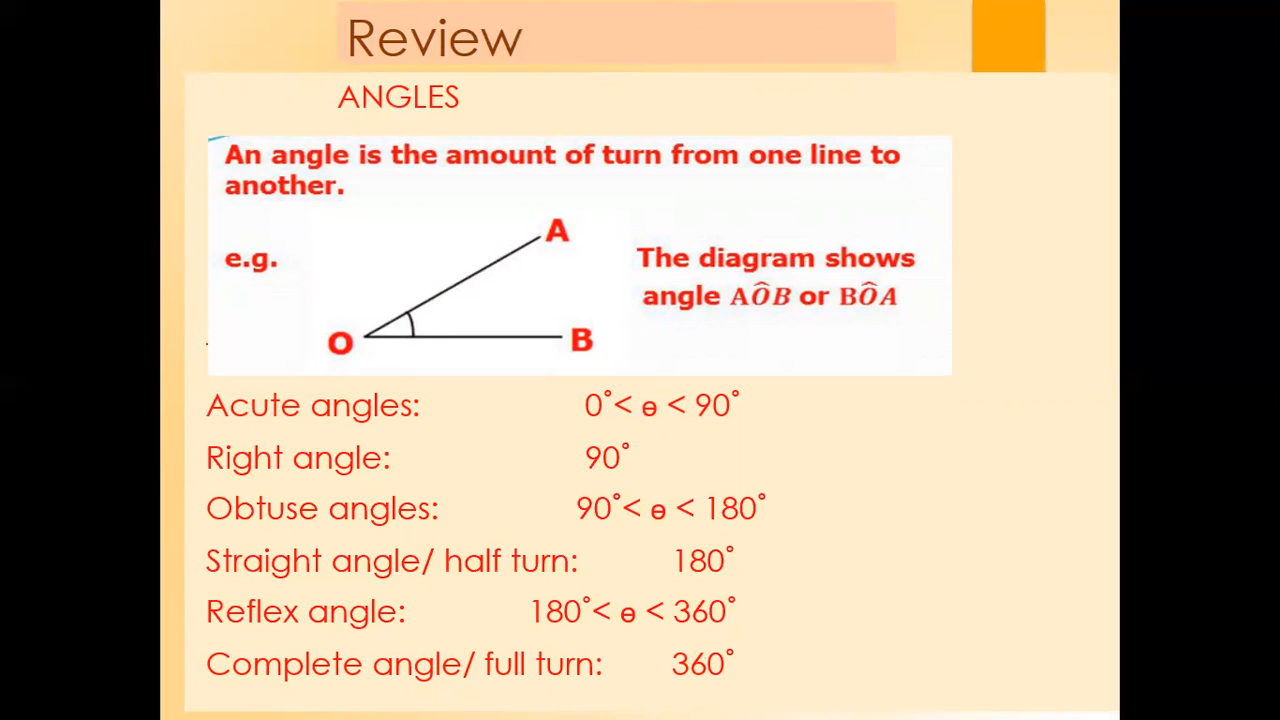 Review
ANGLES
An angle is the amount of turn from one line to
another.
A
e.g.
The diagram shows
angle AÔB or BÔA
O
B
Acute angles: 0˚< ɵ < 90˚
Right angle: 90˚
Obtuse angles: 90˚< ɵ < 180˚
Straight angle/ half turn: 180˚
Reflex angle: 180˚< ɵ < 360˚
Complete angle/ full turn: 360˚